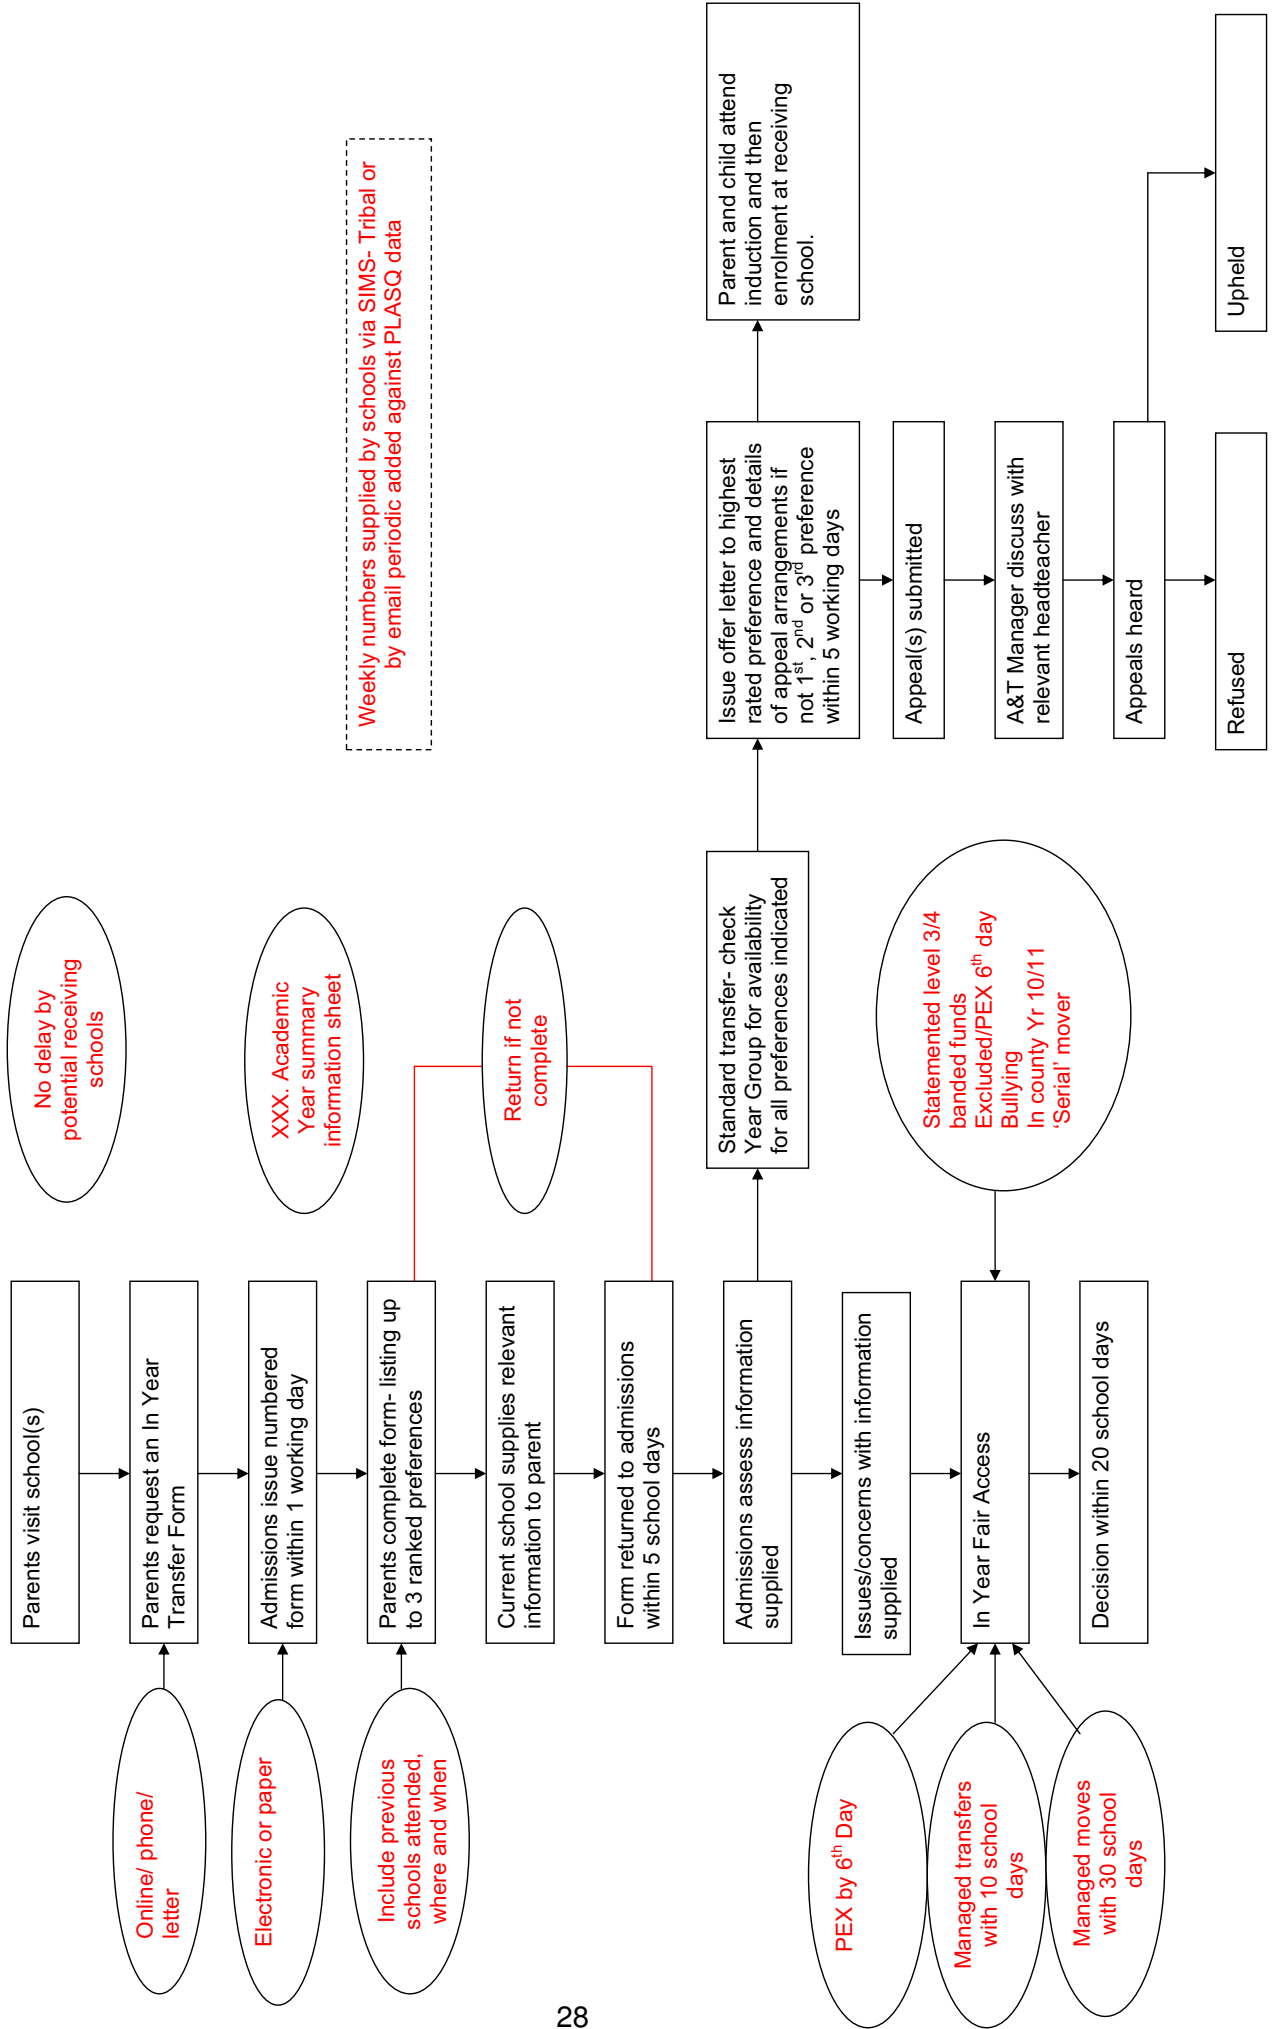 Parents visit school(s)
No delay by
potential receiving
schools
Online/ phone/
letter
Parents request an In Year
Transfer Form
Electronic or paper
Admissions issue numbered
form within 1 working day
XXX. Academic
Year summary
information sheet
Weekly numbers supplied by schools via SIMS- Tribal or
by email periodic added against PLASQ data
Include previous
schools attended,
where and when
Parents complete form- listing up
to 3 ranked preferences
Return if not
complete
Current school supplies relevant
information to parent
Form returned to admissions
within 5 school days
Admissions assess information
supplied
Standard transfer- check
Year Group for availability
for all preferences indicated
Issue offer letter to highest
rated preference and details
of appeal arrangements if
not 1st, 2nd or 3rd preference
within 5 working days
Parent and child attend
induction and then
enrolment at receiving
school.
Issues/concerns with information
supplied
Appeal(s) submitted
PEX by 6th Day
Managed transfers
with 10 school
days
Managed moves
with 30 school
days
In Year Fair Access
Statemented level 3/4
banded funds
Excluded/PEX 6th day
Bullying
In county Yr 10/11
‘Serial’ mover
A&T Manager discuss with
relevant headteacher
Decision within 20 school days
Appeals heard
Refused
Upheld
28